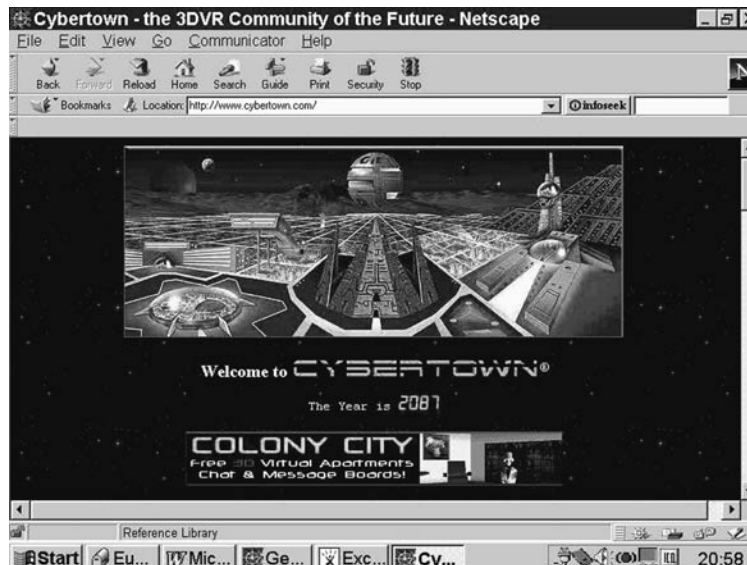 Cybertown - the 3DVR Community of the Future - Netscape
File Edit View Go Communicator Help
Back Forward Reload Home Search Guide Print Security Stop
Bookmarks Location: http://www.cybertown.com/ infoseek
Welcome to CYBERTOWN®
The Year is 2087
COLONY CITY
Free 3D Virtual Apartments
Chat & Message Boards!
Reference Library
Start Eu... Mic... Ge... Exc... Cy... 20:58